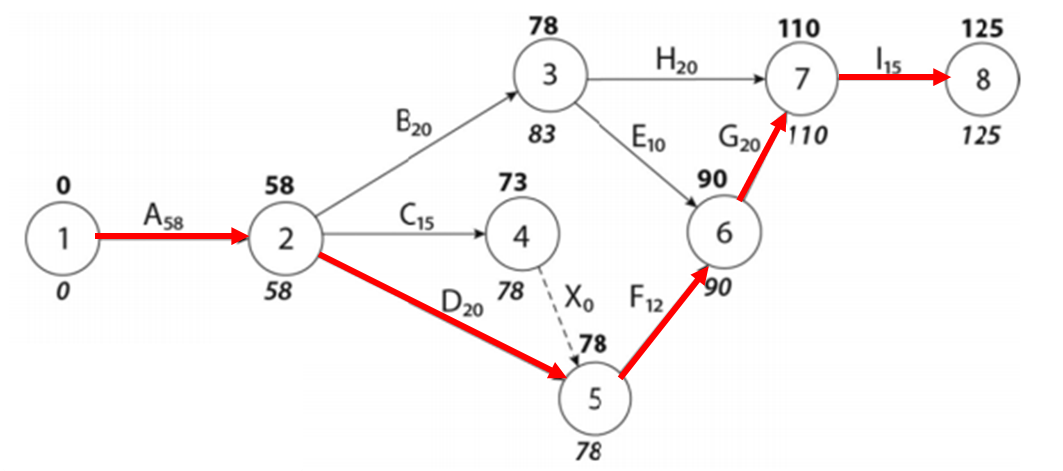 78
110
125
3
H₂₀
7
I₁₅
8
B₂₀
83
E₁₀
G₂₀
110
125
0
58
73
90
1
A₅₈
2
C₁₅
4
6
0
58
78
90
D₂₀
X₀
F₁₂
78
5
78